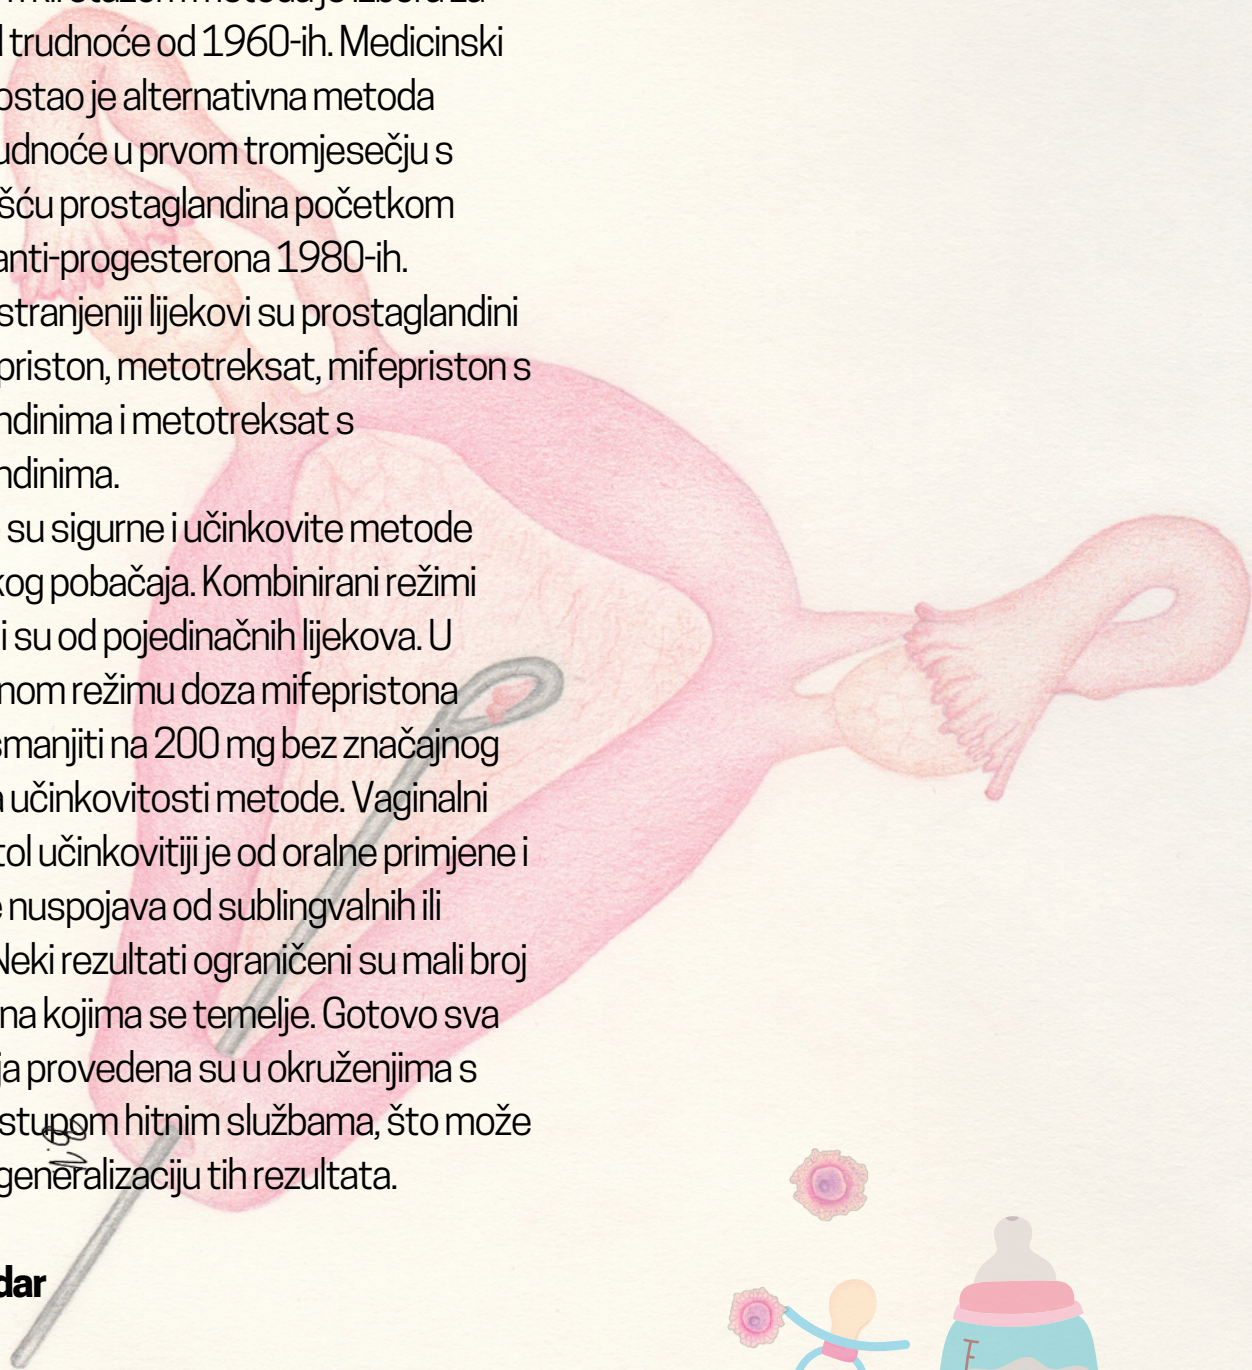 trudnoće od 1960-ih. Medicinski
ostao je alternativna metoda
udnoće u prvom tromjesečju s
šću prostaglandina početkom
anti-progesterona 1980-ih.
stranjeniji lijekovi su prostaglandini
priston, metotreksat, mifepriston s
ndinima i metotreksat s
ndinima.
su sigurne i učinkovite metode
kog pobačaja. Kombinirani režimi
i su od pojedinačnih lijekova. U
nom režimu doza mifepristona
smanjiti na 200 mg bez značajnog
a učinkovitosti metode. Vaginalni
tol učinkovitiji je od oralne primjene i
e nuspojava od sublingvalnih ili
Neki rezultati ograničeni su mali broj
na kojima se temelje. Gotovo sva
ja provedena su u okruženjima s
stupom hitnim službama, što može
generalizaciju tih rezultata.
dar